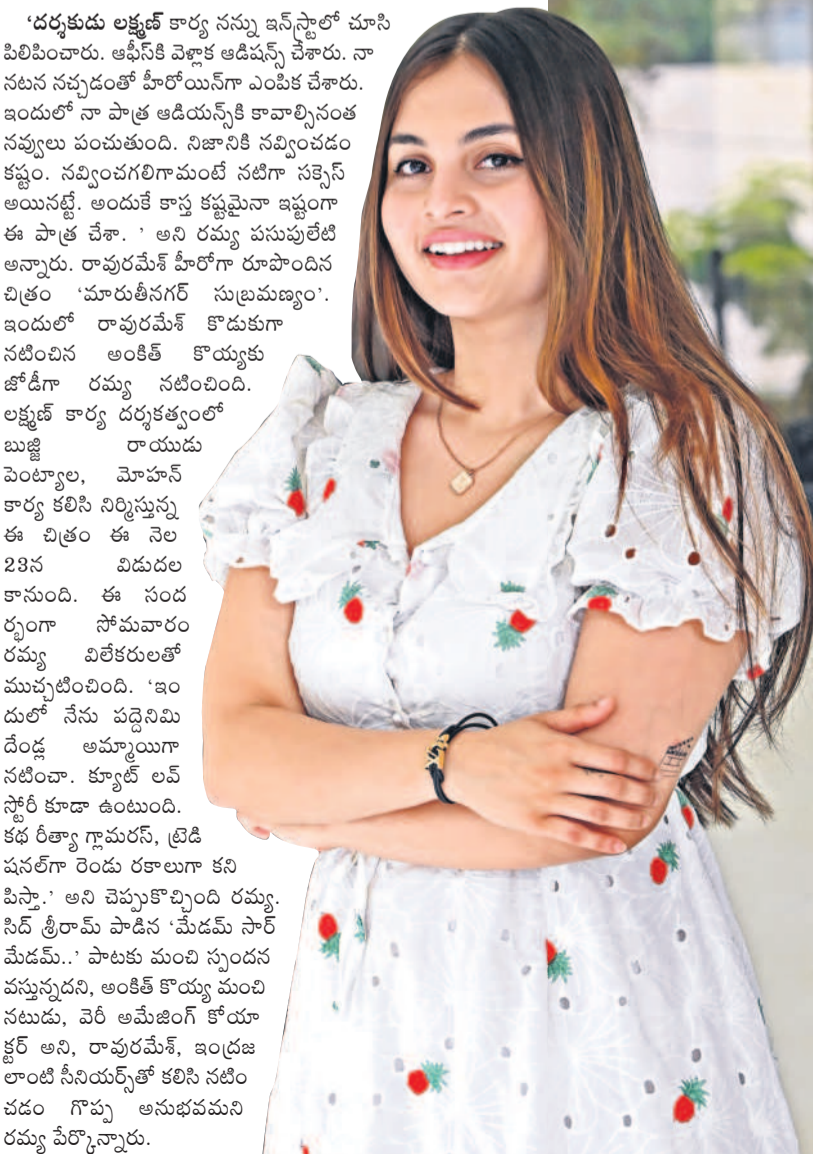 ‘దర్శకుడు లక్ష్మణ్ కార్య నన్ను ఇన్‌స్ట్రాలో చూసి
పిలిపించారు. ఆఫీస్‌కి వెళ్లాక ఆడిషన్స్ చేశారు. నా
నటన నచ్చడంతో హీరోయిన్‌గా ఎంపిక చేశారు.
ఇందులో నా పాత్ర ఆడియన్స్‌కి కావాల్సినంత
నవ్వులు పంచుతుంది. నిజానికి నవ్వించడం
కష్టం. నవ్వించగలిగామంటే నటిగా సక్సెస్
అయినట్టే. అందుకే కాస్త కష్టమైనా ఇష్టంగా
ఈ పాత్ర చేశా. ’ అని రమ్య పసుపులేటి
అన్నారు. రావురమేశ్ హీరోగా రూపొందిన
చిత్రం ‘మారుతీనగర్ సుబ్రమణ్యం’.
ఇందులో రావురమేశ్ కొడుకుగా
నటించిన అంకిత్ కొయ్యకు
జోడీగా రమ్య నటించింది.
లక్ష్మణ్ కార్య దర్శకత్వంలో
బుజ్జి రాయుడు
పెంట్యాల, మోహన్
కార్య కలిసి నిర్మిస్తున్న
ఈ చిత్రం ఈ నెల
23న విడుదల
కానుంది. ఈ సంద
ర్భంగా సోమవారం
రమ్య విలేకరులతో
ముచ్చటించింది. ‘ఇం
దులో నేను పద్దెనిమి
దేండ్ల అమ్మాయిగా
నటించా. క్యూట్ లవ్
స్టోరీ కూడా ఉంటుంది.
కథ రీత్యా గ్లామరస్, ట్రెడి
షనల్‌గా రెండు రకాలుగా కని
పిస్తా.’ అని చెప్పుకొచ్చింది రమ్య.
సిద్ శ్రీరామ్ పాడిన ‘మేడమ్ సార్
మేడమ్..’ పాటకు మంచి స్పందన
వస్తున్నదని, అంకిత్ కొయ్య మంచి
నటుడు, వెరీ అమేజింగ్ కోయా
క్టర్ అని, రావురమేశ్, ఇంద్రజ
లాంటి సీనియర్స్‌తో కలిసి నటిం
చడం గొప్ప అనుభవమని
రమ్య పేర్కొన్నారు.